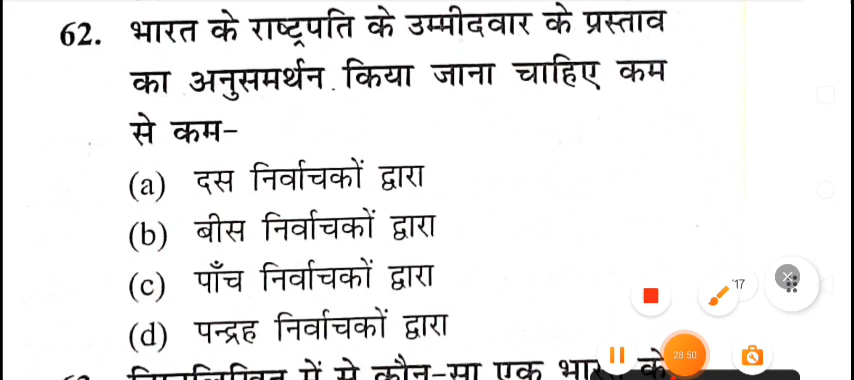 62. भारत के राष्ट्रपति के उम्मीदवार के प्रस्ताव
का अनुसमर्थन किया जाना चाहिए कम
से कम-
(a) दस निर्वाचकों द्वारा
(b) बीस निर्वाचकों द्वारा
(c) पाँच निर्वाचकों द्वारा
(d) पन्द्रह निर्वाचकों द्वारा
17
28:50
में से कौन-सा एक